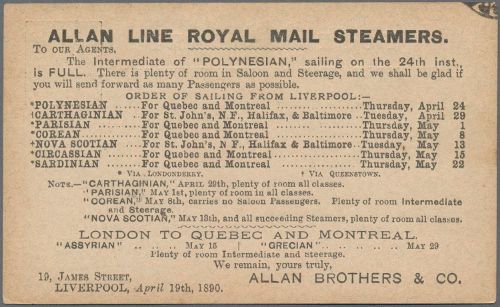 ALLAN LINE ROYAL MAIL STEAMERS.
To our Agents,
The Intermediate of "POLYNESIAN," sailing on the 24th inst.,
is FULL. There is plenty of room in Saloon and Steerage, and we shall be glad if
you will send forward as many Passengers as possible.
ORDER OF SAILING FROM LIVERPOOL:—
*POLYNESIAN ...... For Quebec and Montreal ............ Thursday, April 24
†CARTHAGINIAN .. For St. John's, N F., Halifax, & Baltimore .. Tuesday, April 29
*PARISIAN ...... For Quebec and Montreal ............ Thursday, May 1
*COREAN ...... For Quebec and Montreal ............ Thursday, May 8
*NOVA SCOTIAN .. For St. John's, N F., Halifax, & Baltimore .. Tuesday, May 13
*CIRCASSIAN ...... For Quebec and Montreal ............ Thursday, May 15
*SARDINIAN ...... For Quebec and Montreal ............ Thursday, May 22
* Via Londonderry. † Via Queenstown.
Note.—"CARTHAGINIAN," April 29th, plenty of room all classes.
"PARISIAN," May 1st, plenty of room in all classes.
"COREAN," May 8th, carries no Saloon Passengers. Plenty of room Intermediate
and Steerage.
"NOVA SCOTIAN," May 13th, and all succeeding Steamers, plenty of room all classes.
LONDON TO QUEBEC AND MONTREAL.
"ASSYRIAN" .. .. .. .. May 15 | "GRECIAN" .. .. .. .. May 29
Plenty of room Intermediate and Steerage.
We remain, yours truly,
19, James Street, ALLAN BROTHERS & CO.
LIVERPOOL, April 19th, 1890.